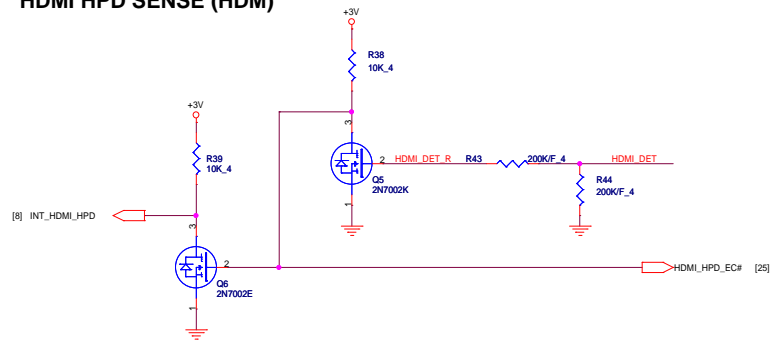 HDMI HPD SENSE (HDM)
+3V
R38
10K_4
+3V
3
R39
10K_4
2
HDMI_DET_R
R43
200K/F_4
HDMI_DET
Q5
2N7002K
R44
200K/F_4
1
[8] INT_HDMI_HPD
3
2
HDMI_HPD_EC# [25]
Q6
2N7002E
1